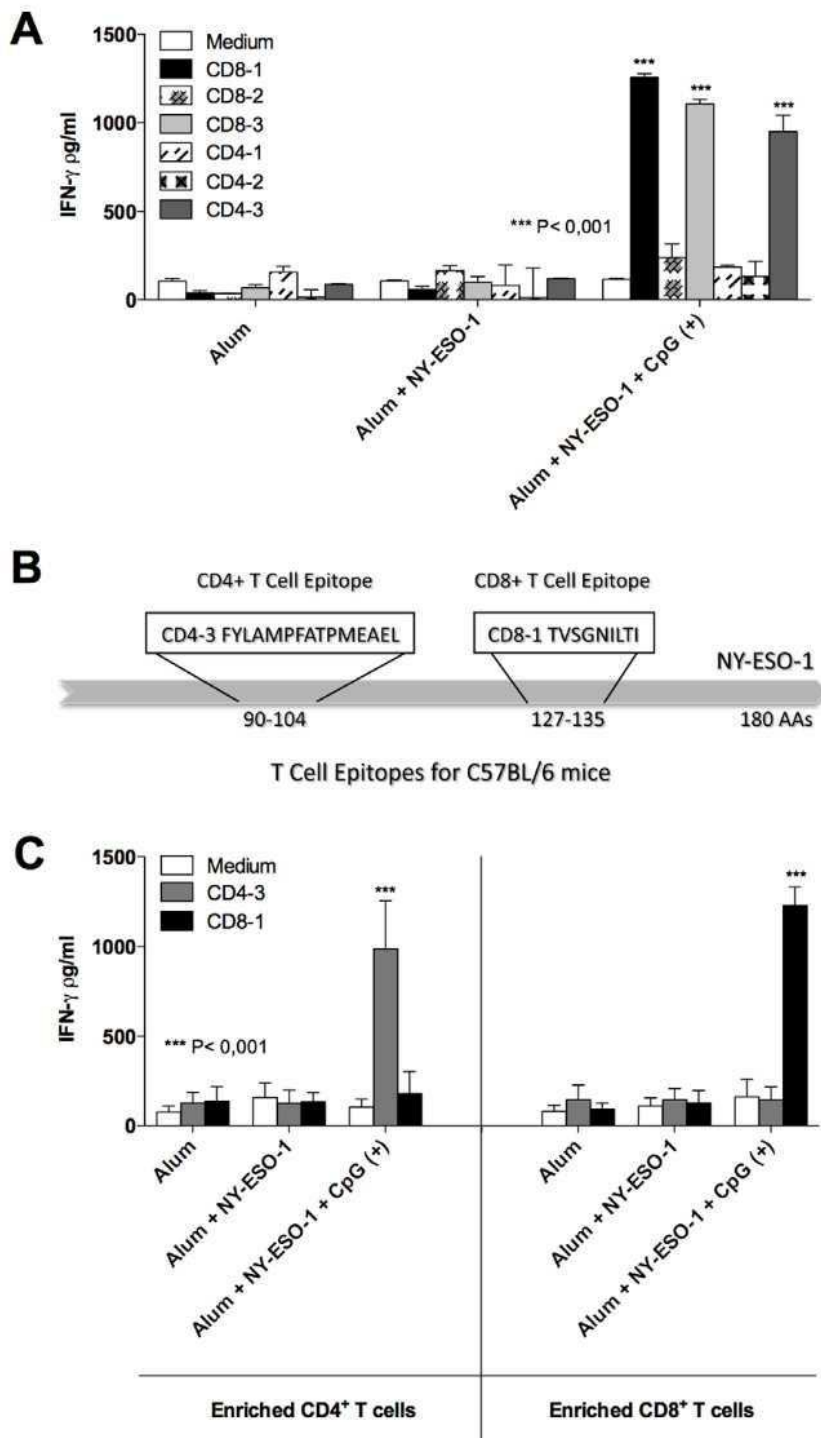 A
1500
1000
500
0
IFN-γ ρg/ml
Medium
CD8-1
CD8-2
CD8-3
CD4-1
CD4-2
CD4-3
*** P< 0,001
***
***
***
Alum
Alum + NY-ESO-1
Alum + NY-ESO-1 + CpG (+)
B
CD4+ T Cell Epitope
CD8+ T Cell Epitope
CD4-3 FYLAMPFATPMEAEL
CD8-1 TVSGNILTI
NY-ESO-1
90-104
127-135
180 AAs
T Cell Epitopes for C57BL/6 mice
C
1500
1000
500
0
IFN-γ ρg/ml
Medium
CD4-3
CD8-1
*** P< 0,001
***
***
Alum
Alum + NY-ESO-1
Alum + NY-ESO-1 + CpG (+)
Alum
Alum + NY-ESO-1
Alum + NY-ESO-1 + CpG (+)
Enriched CD4⁺ T cells
Enriched CD8⁺ T cells